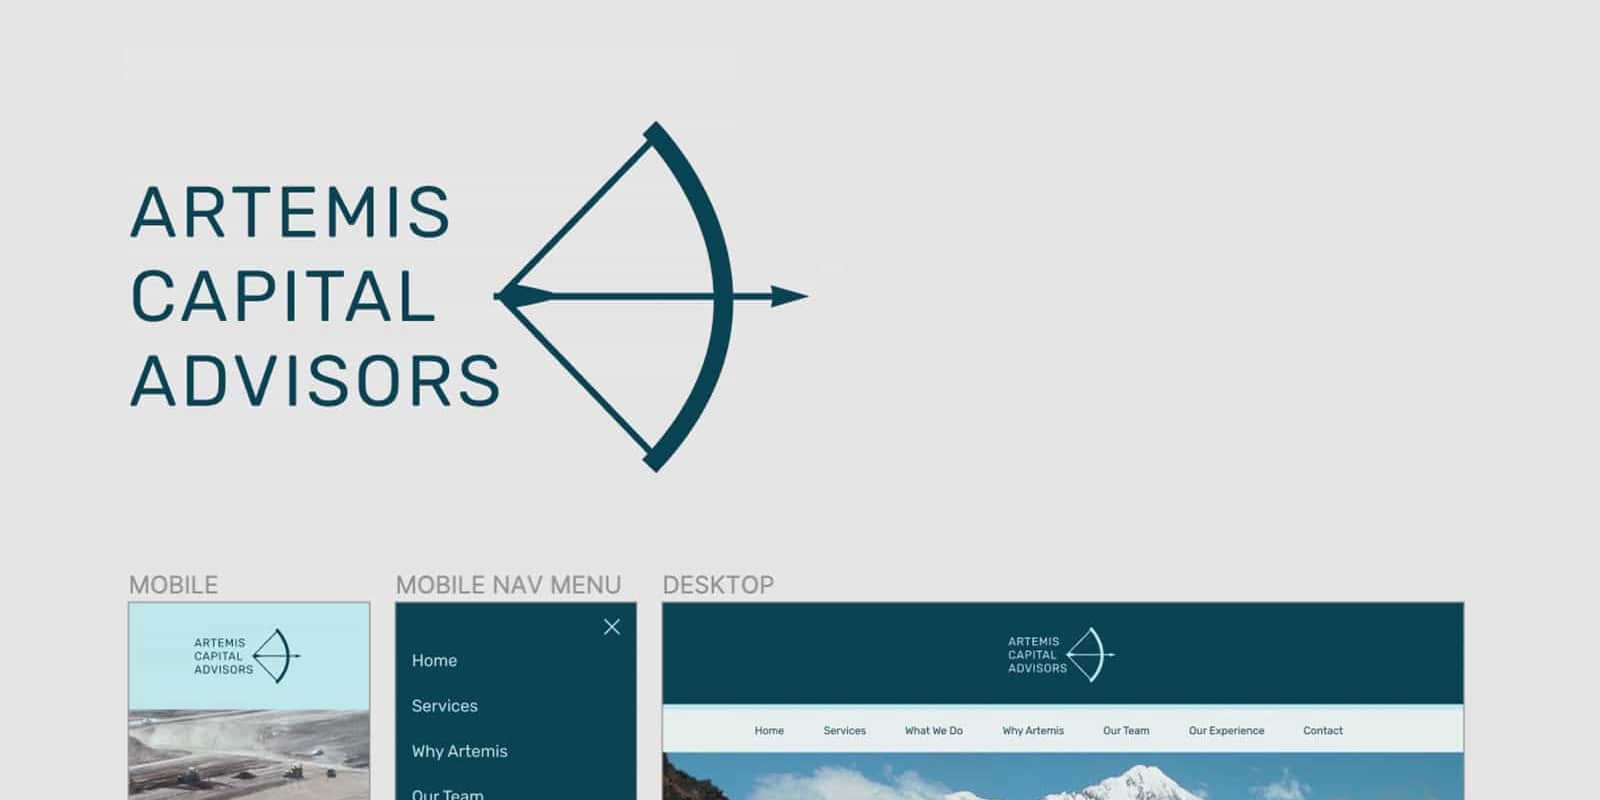 ARTEMIS
CAPITAL
ADVISORS
MOBILE
ARTEMIS
CAPITAL
ADVISORS
MOBILE NAV MENU
Home
Services
Why Artemis
Our Team
DESKTOP
ARTEMIS
CAPITAL
ADVISORS
Home Services What We Do Why Artemis Our Team Our Experience Contact